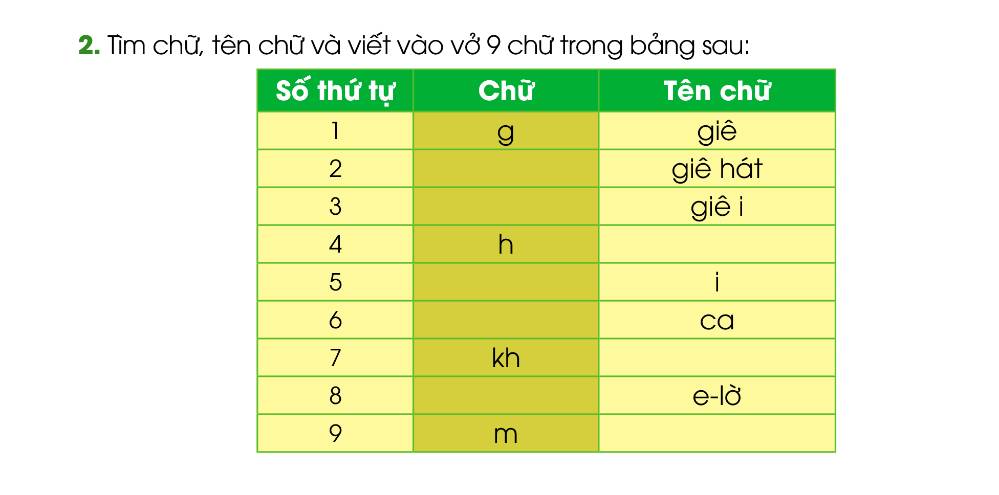 2. Tìm chữ, tên chữ và viết vào vở 9 chữ trong bảng sau:
Số thứ tự Chữ Tên chữ
1 g giê
2 giê hát
3 giê i
4 h
5 i
6 ca
7 kh
8 e-lờ
9 m